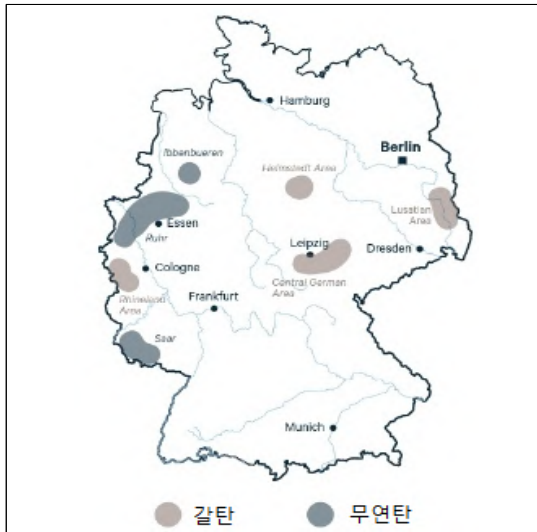 Hamburg
Berlin
Ibbenbueren
Helmstedt Area
Lusatian
Area
Essen
Ruhr
Leipzig
Dresden
Cologne
Central German
Area
Rhineland
Area
Frankfurt
Saar
Munich
갈탄
무연탄